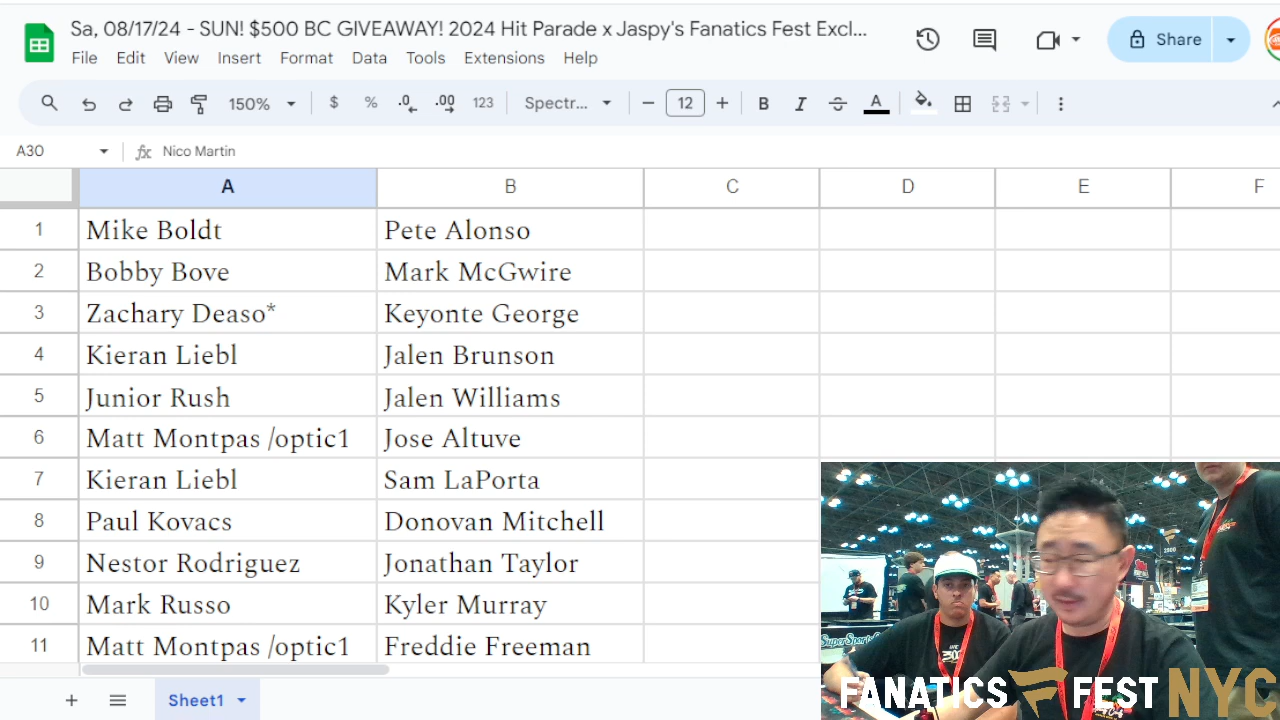 Sa, 08/17/24 - SUN! $500 BC GIVEAWAY! 2024 Hit Parade x Jaspy's Fanatics Fest Excl...
File Edit View Insert Format Data Tools Extensions Help
Share
150% $ % .0 .00 123 Spectr... 12 B I A
A30 fx Nico Martin
A B C D E F
1 Mike Boldt Pete Alonso
2 Bobby Bove Mark McGwire
3 Zachary Deaso* Keyonte George
4 Kieran Liebl Jalen Brunson
5 Junior Rush Jalen Williams
6 Matt Montpas /optic1 Jose Altuve
7 Kieran Liebl Sam LaPorta
8 Paul Kovacs Donovan Mitchell
9 Nestor Rodriguez Jonathan Taylor
10 Mark Russo Kyler Murray
11 Matt Montpas /optic1 Freddie Freeman
Sheet1
FANATICS FEST NYC